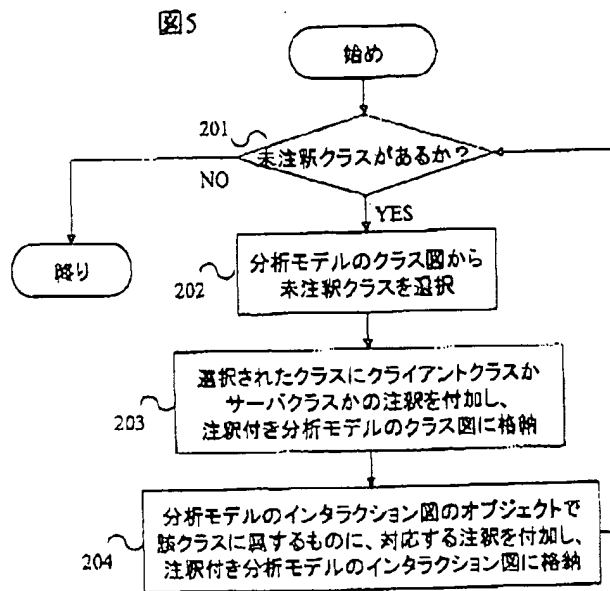 図5
始め
201
未注釈クラスがあるか？
NO
YES
終り
202
分析モデルのクラス図から
未注釈クラスを選択
203
選択されたクラスにクライアントクラスか
サーバクラスかの注釈を付加し、
注釈付き分析モデルのクラス図に格納
204
分析モデルのインタラクション図のオブジェクトで
該クラスに属するものに、対応する注釈を付加し、
注釈付き分析モデルのインタラクション図に格納